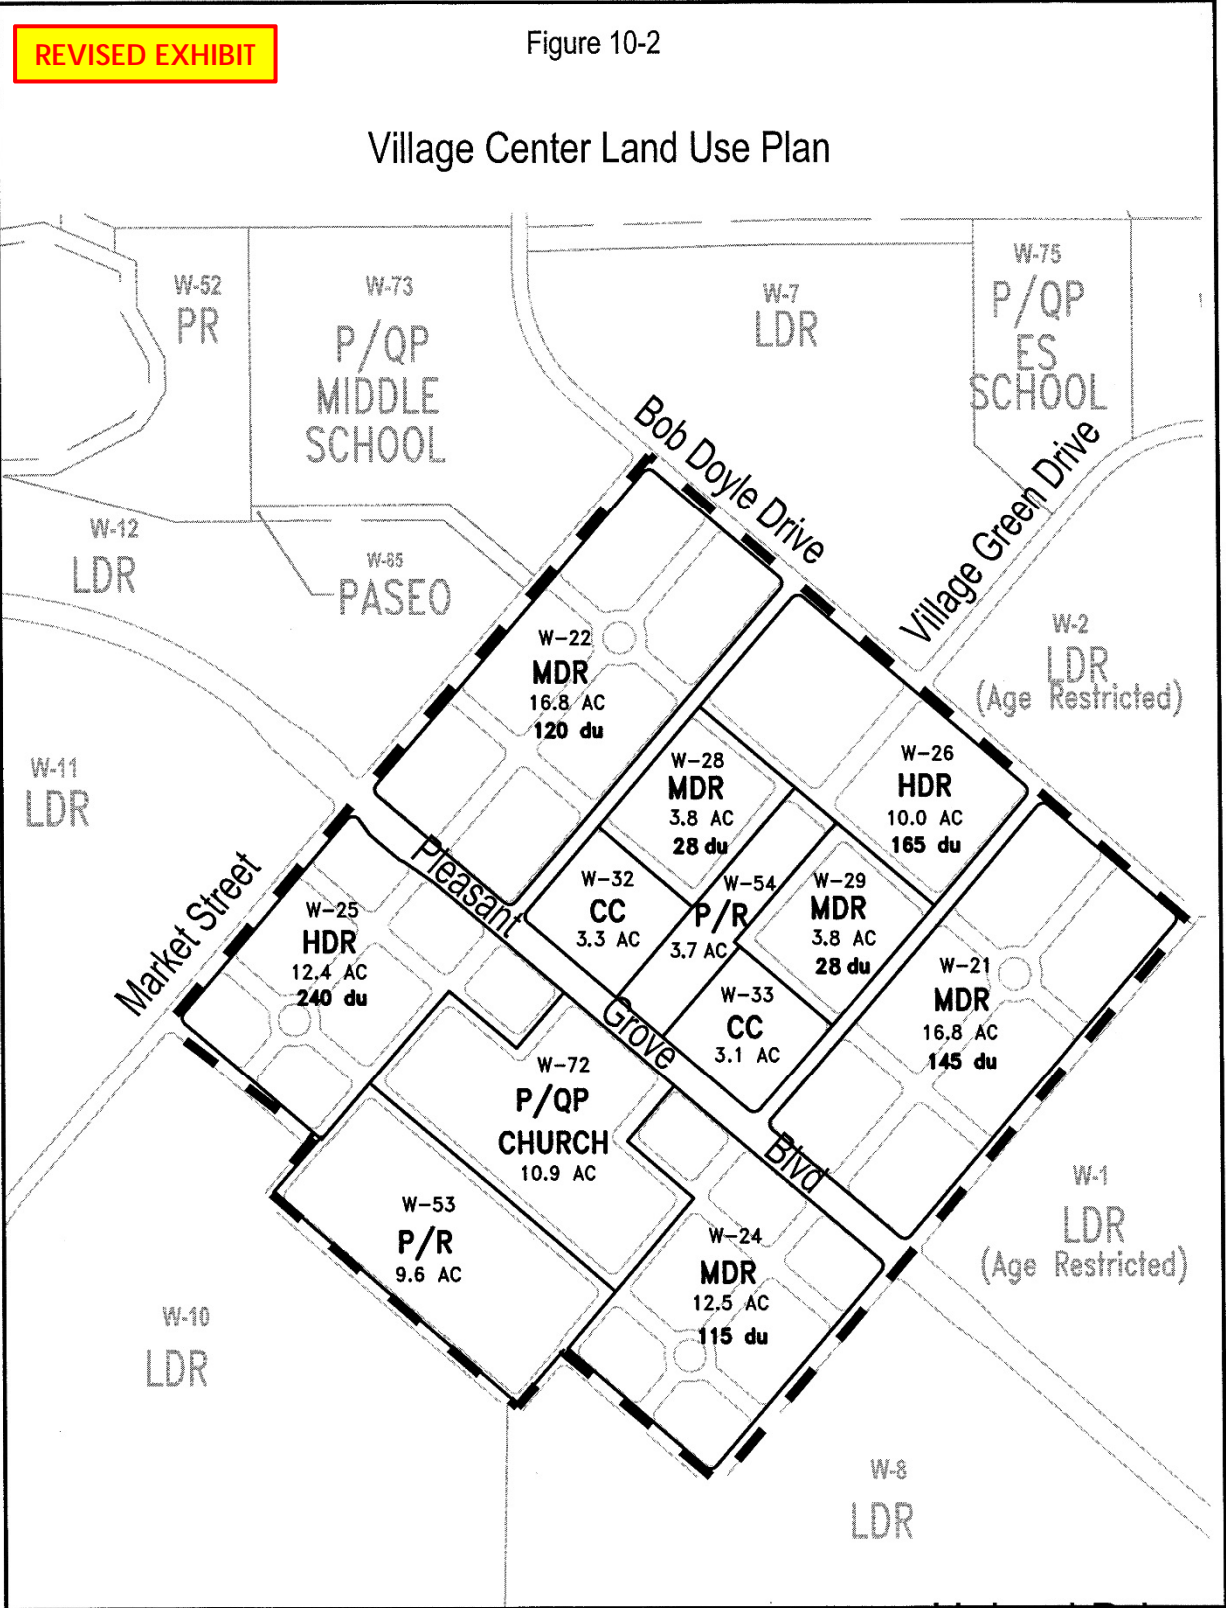 REVISED EXHIBIT
Figure 10-2
Village Center Land Use Plan
W-52
PR
W-73
P/QP
MIDDLE
SCHOOL
W-7
LDR
W-75
P/QP
ES
SCHOOL
Bob Doyle Drive
Village Green Drive
W-12
LDR
W-65
PASEO
W-2
LDR
(Age Restricted)
W-22
MDR
16.8 AC
120 du
W-11
LDR
W-28
MDR
3.8 AC
28 du
W-26
HDR
10.0 AC
165 du
Market Street
Pleasant
Grove
Blvd
W-32
CC
3.3 AC
W-54
P/R
3.7 AC
W-29
MDR
3.8 AC
28 du
W-25
HDR
12.4 AC
240 du
W-21
MDR
16.8 AC
145 du
W-33
CC
3.1 AC
W-72
P/QP
CHURCH
10.9 AC
W-53
P/R
9.6 AC
W-1
LDR
(Age Restricted)
W-24
MDR
12.5 AC
115 du
W-10
LDR
W-8
LDR